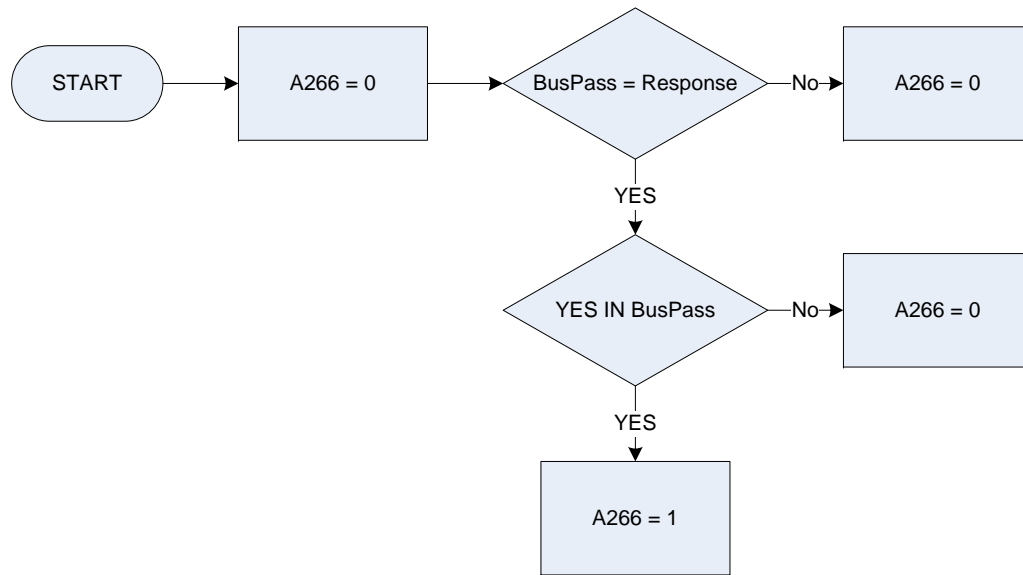 START
A266 = 0
BusPass = Response
No
A266 = 0
YES
YES IN BusPass
No
A266 = 0
YES
A266 = 1